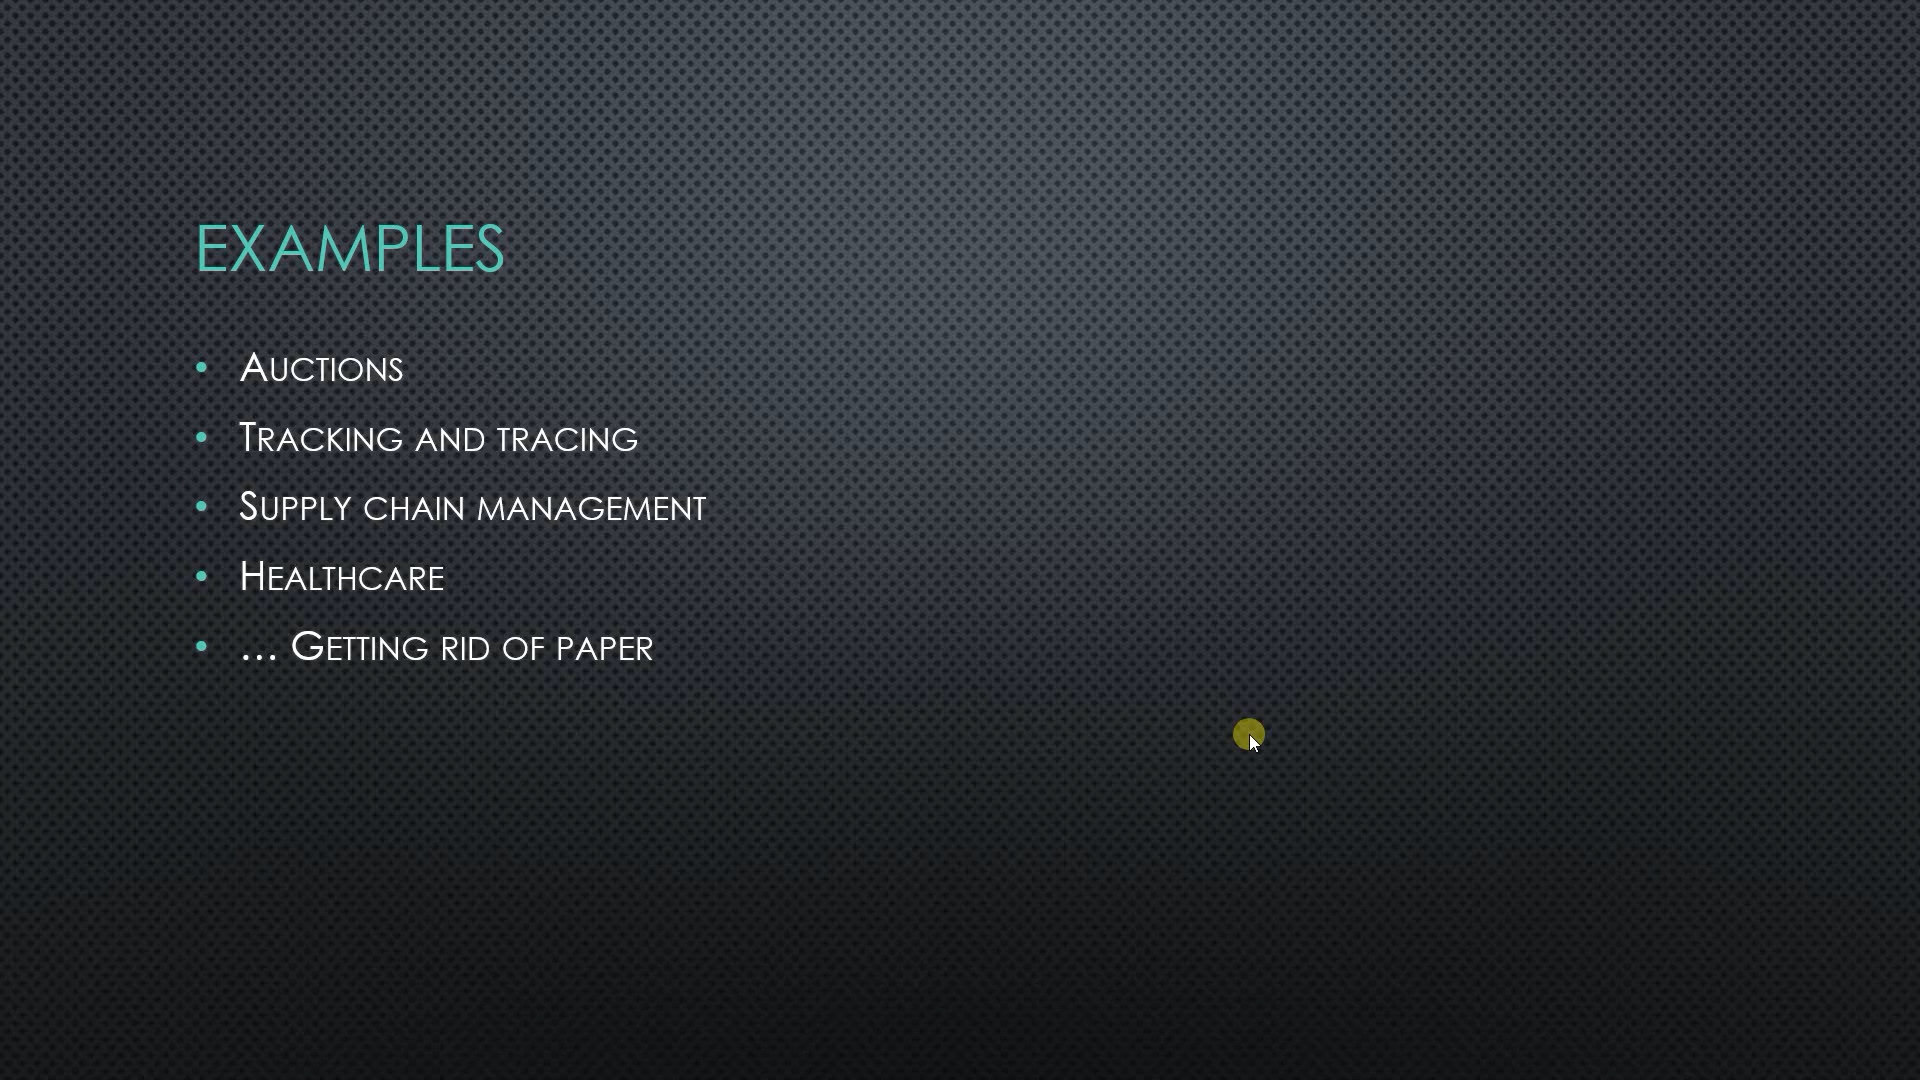 EXAMPLES
• Auctions
• Tracking and tracing
• Supply chain management
• Healthcare
• … Getting rid of paper